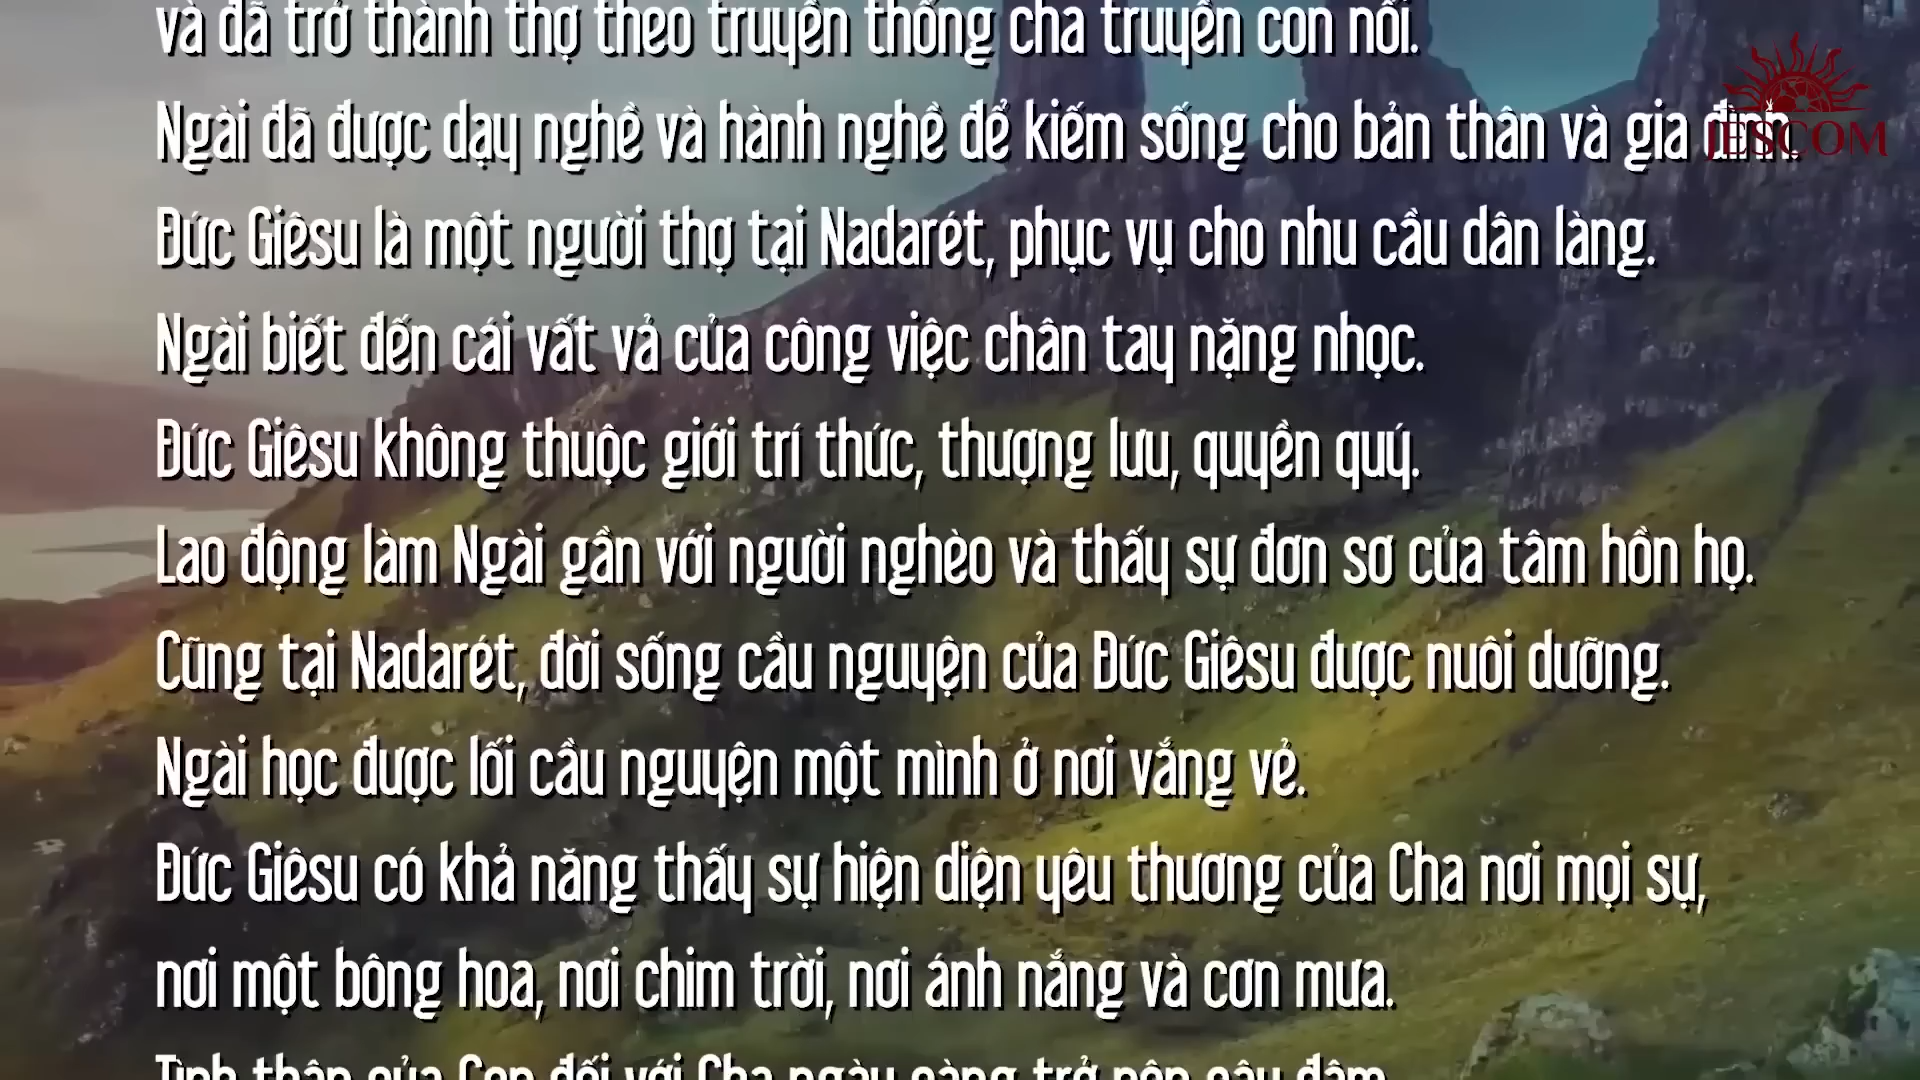 và đã trở thành thợ theo truyền thống cha truyền con nối.
Ngài đã được dạy nghề và hành nghề để kiếm sống cho bản thân và gia đình.
JESCOM
Đức Giêsu là một người thợ tại Nadarét, phục vụ cho nhu cầu dân làng.
Ngài biết đến cái vất vả của công việc chân tay nặng nhọc.
Đức Giêsu không thuộc giới trí thức, thượng lưu, quyền quý.
Lao động làm Ngài gần với người nghèo và thấy sự đơn sơ của tâm hồn họ.
Cũng tại Nadarét, đời sống cầu nguyện của Đức Giêsu được nuôi dưỡng.
Ngài học được lối cầu nguyện một mình ở nơi vắng vẻ.
Đức Giêsu có khả năng thấy sự hiện diện yêu thương của Cha nơi mọi sự,
nơi một bông hoa, nơi chim trời, nơi ánh nắng và cơn mưa.
Tình thân của Con đối với Cha ngày càng trở nên sâu đậm